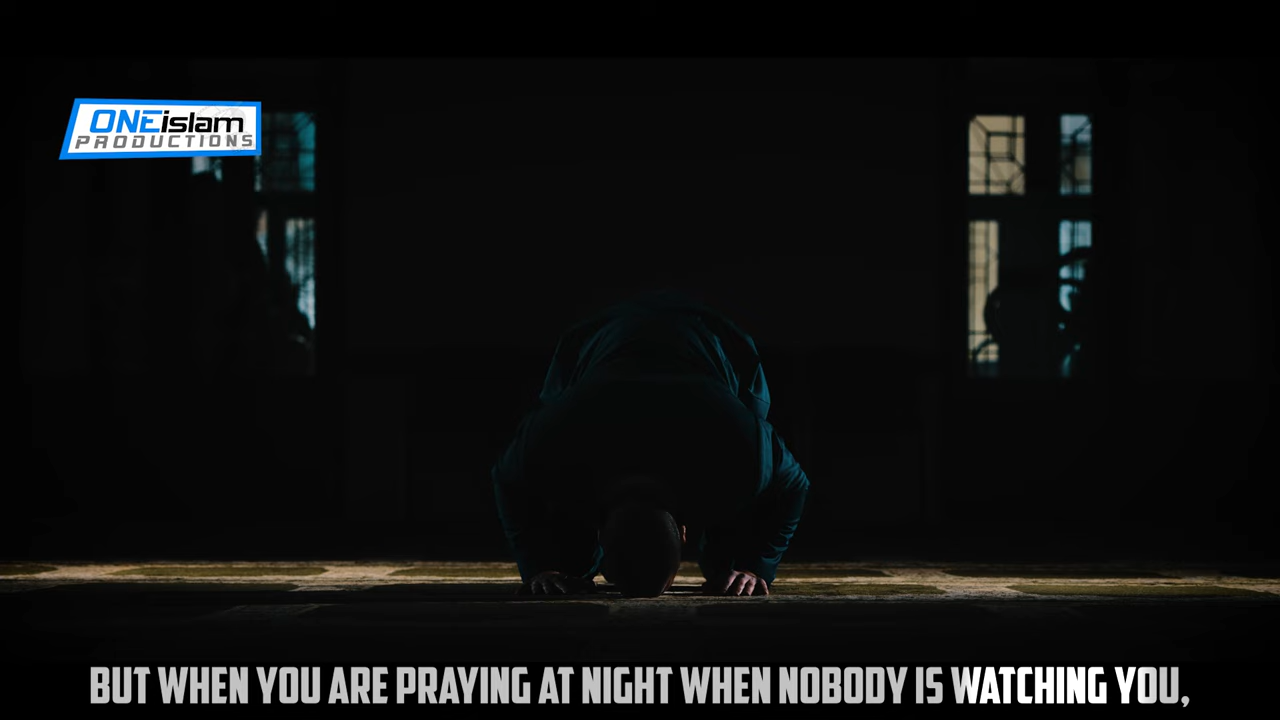 ONEislam
PRODUCTIONS
BUT WHEN YOU ARE PRAYING AT NIGHT WHEN NOBODY IS WATCHING YOU,